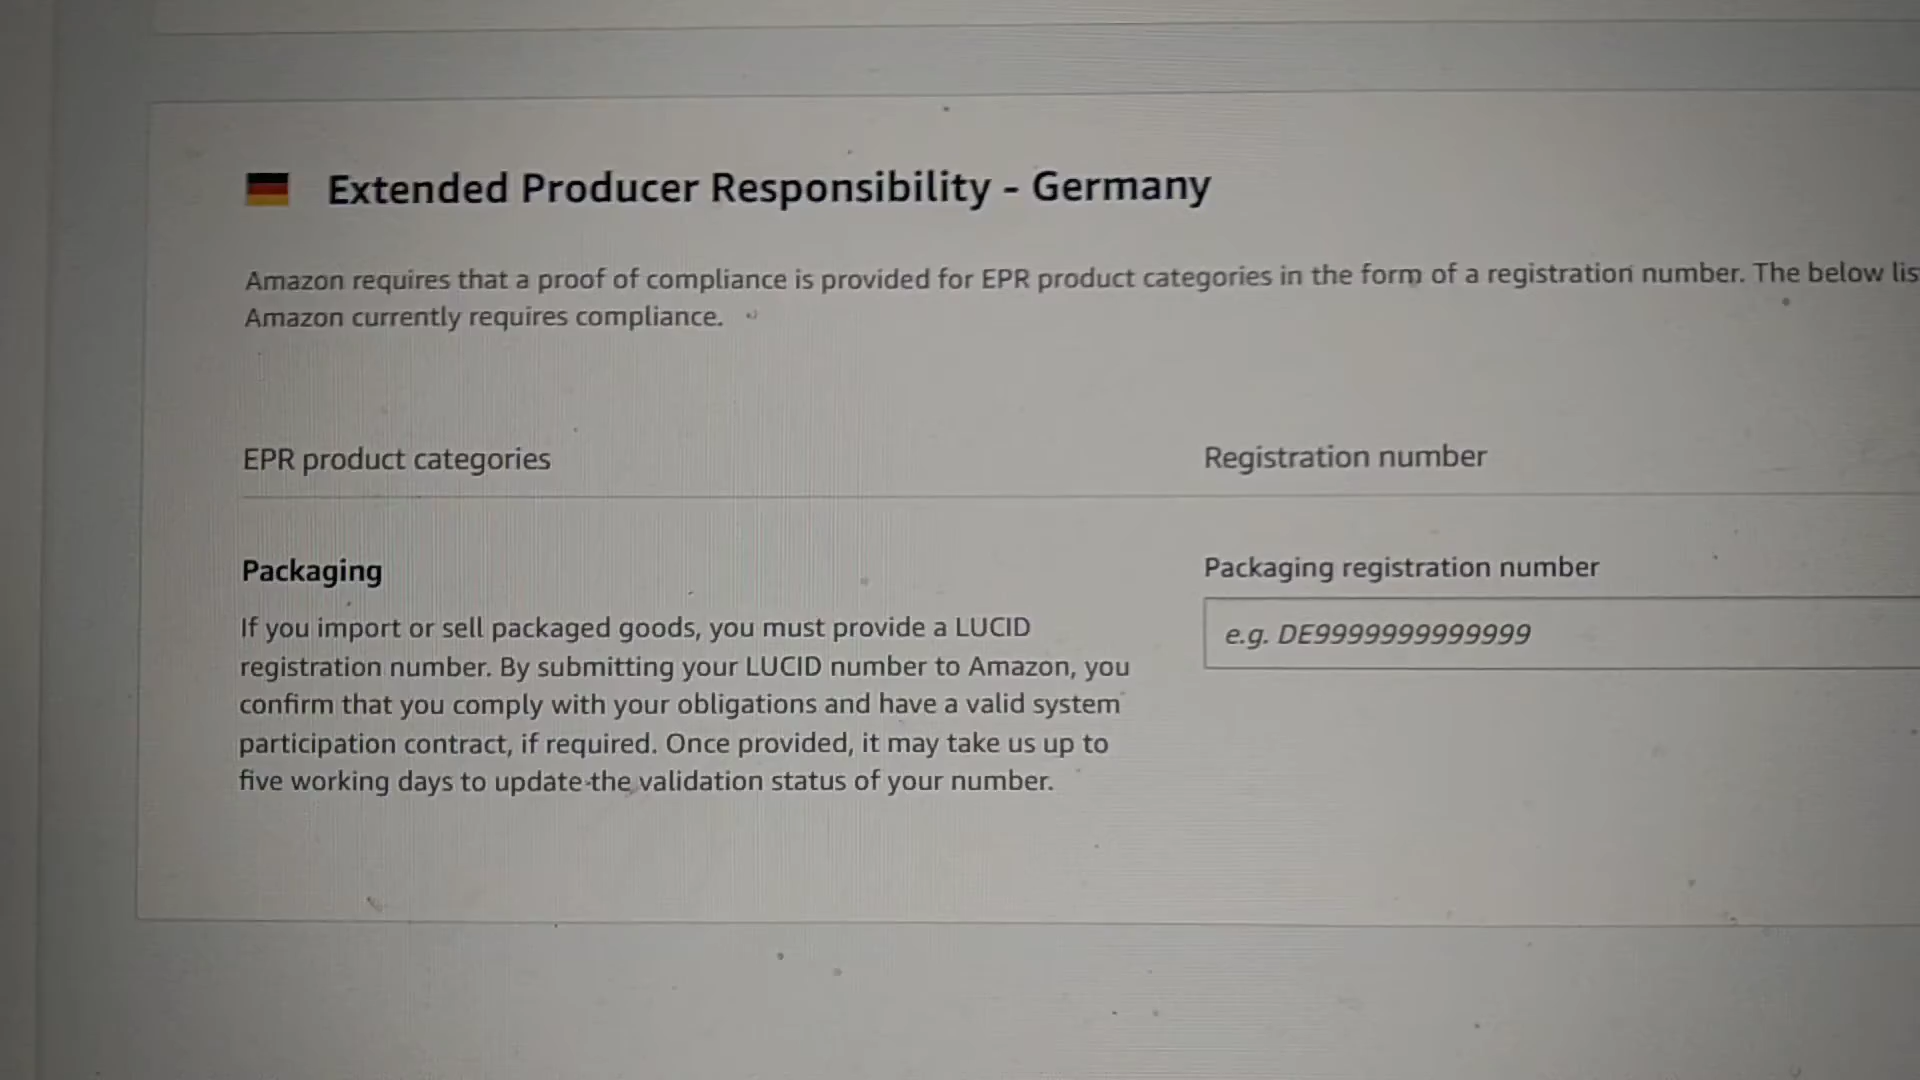 Extended Producer Responsibility - Germany
Amazon requires that a proof of compliance is provided for EPR product categories in the form of a registration number. The below
Amazon currently requires compliance.
EPR product categories
Registration number
Packaging
If you import or sell packaged goods, you must provide a LUCID
registration number. By submitting your LUCID number to Amazon, you
confirm that you comply with your obligations and have a valid system
participation contract, if required. Once provided, it may take us up to
five working days to update the validation status of your number.
Packaging registration number
e.g. DE9999999999999